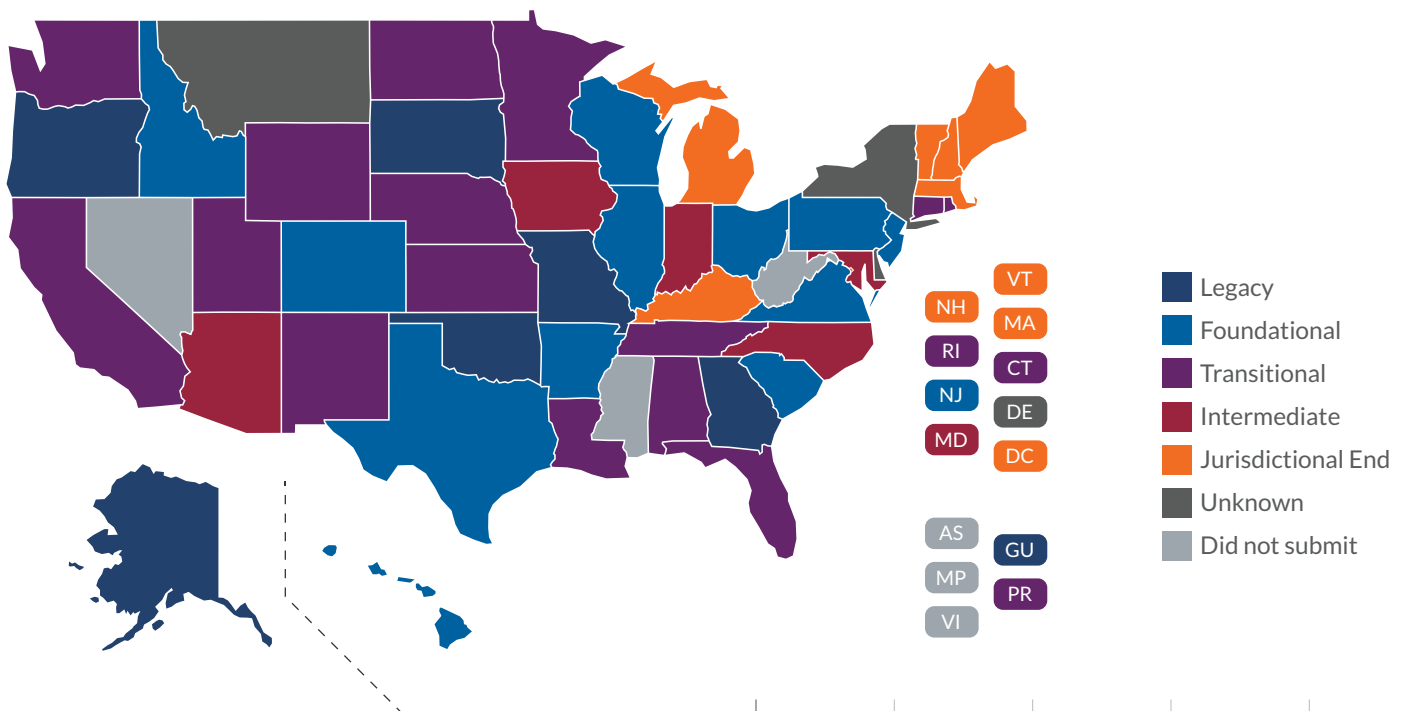 VT
NH
MA
RI
CT
NJ
DE
MD
DC
AS
GU
MP
PR
VI
Legacy
Foundational
Transitional
Intermediate
Jurisdictional End
Unknown
Did not submit